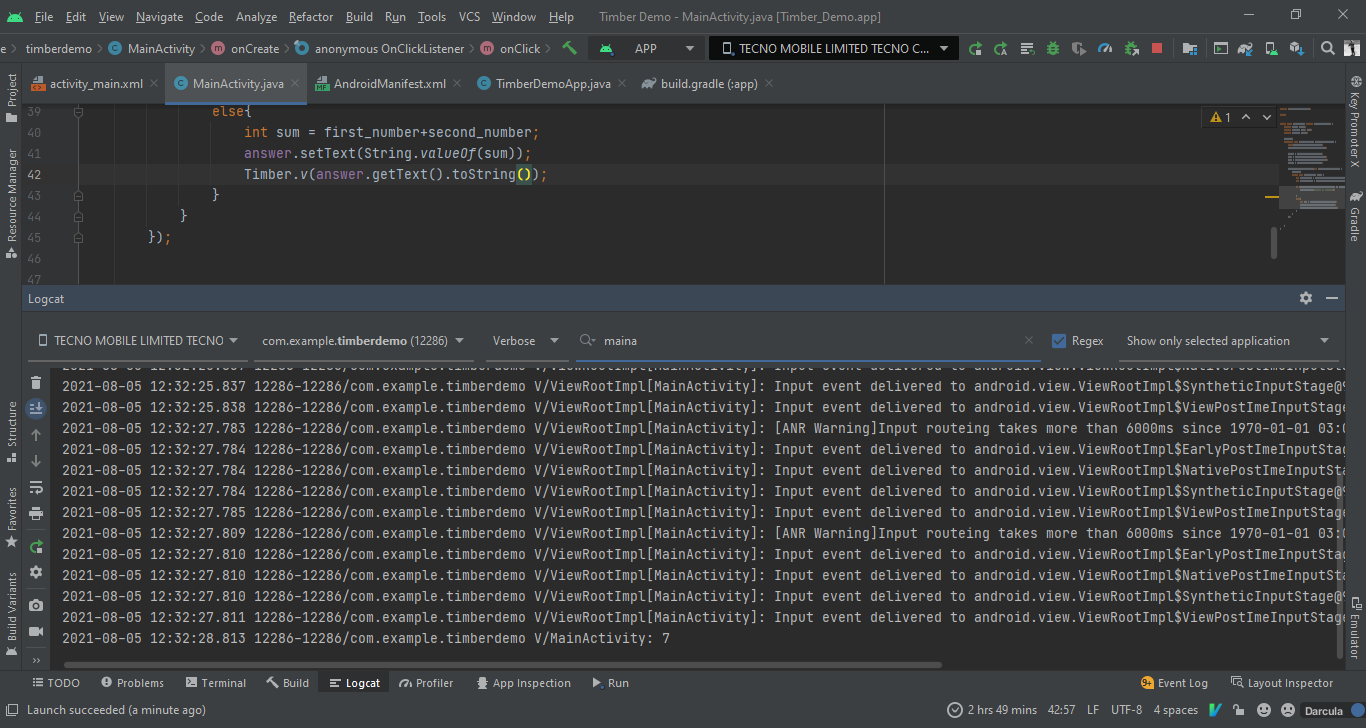 File Edit View Navigate Code Analyze Refactor Build Run Tools VCS Window Help Timber Demo - MainActivity.java [Timber_Demo.app]
e timberdemo MainActivity onCreate anonymous OnClickListener onClick APP TECNO MOBILE LIMITED TECNO C...
activity_main.xml MainActivity.java AndroidManifest.xml TimberDemoApp.java build.gradle (:app)
Project
Resource Manager
Structure
Favorites
Build Variants
39 else{
40 int sum = first_number+second_number;
41 answer.setText(String.valueOf(sum));
42 Timber.v(answer.getText().toString());
43 }
44 }
45 });
46
47
1
Key Promoter X
Gradle
Emulator
Logcat
TECNO MOBILE LIMITED TECNO com.example.timberdemo (12286) Verbose maina Regex Show only selected application
2021-08-05 12:32:25.837 12286-12286/com.example.timberdemo V/ViewRootImpl[MainActivity]: Input event delivered to android.view.ViewRootImpl$SyntheticInputStage@
2021-08-05 12:32:25.838 12286-12286/com.example.timberdemo V/ViewRootImpl[MainActivity]: Input event delivered to android.view.ViewRootImpl$ViewPostImeInputStage
2021-08-05 12:32:27.783 12286-12286/com.example.timberdemo V/ViewRootImpl[MainActivity]: [ANR Warning]Input routeing takes more than 6000ms since 1970-01-01 03:0
2021-08-05 12:32:27.784 12286-12286/com.example.timberdemo V/ViewRootImpl[MainActivity]: Input event delivered to android.view.ViewRootImpl$EarlyPostImeInputSta
2021-08-05 12:32:27.784 12286-12286/com.example.timberdemo V/ViewRootImpl[MainActivity]: Input event delivered to android.view.ViewRootImpl$NativePostImeInputSt
2021-08-05 12:32:27.784 12286-12286/com.example.timberdemo V/ViewRootImpl[MainActivity]: Input event delivered to android.view.ViewRootImpl$SyntheticInputStage@
2021-08-05 12:32:27.785 12286-12286/com.example.timberdemo V/ViewRootImpl[MainActivity]: Input event delivered to android.view.ViewRootImpl$ViewPostImeInputStag
2021-08-05 12:32:27.809 12286-12286/com.example.timberdemo V/ViewRootImpl[MainActivity]: [ANR Warning]Input routeing takes more than 6000ms since 1970-01-01 03:0
2021-08-05 12:32:27.810 12286-12286/com.example.timberdemo V/ViewRootImpl[MainActivity]: Input event delivered to android.view.ViewRootImpl$EarlyPostImeInputSta
2021-08-05 12:32:27.810 12286-12286/com.example.timberdemo V/ViewRootImpl[MainActivity]: Input event delivered to android.view.ViewRootImpl$NativePostImeInputSt
2021-08-05 12:32:27.810 12286-12286/com.example.timberdemo V/ViewRootImpl[MainActivity]: Input event delivered to android.view.ViewRootImpl$SyntheticInputStage@
2021-08-05 12:32:27.811 12286-12286/com.example.timberdemo V/ViewRootImpl[MainActivity]: Input event delivered to android.view.ViewRootImpl$ViewPostImeInputStag
2021-08-05 12:32:28.813 12286-12286/com.example.timberdemo V/MainActivity: 7
TODO Problems Terminal Build Logcat Profiler App Inspection Run 9+ Event Log Layout Inspector
Launch succeeded (a minute ago) 2 hrs 49 mins 42:57 LF UTF-8 4 spaces Darcula